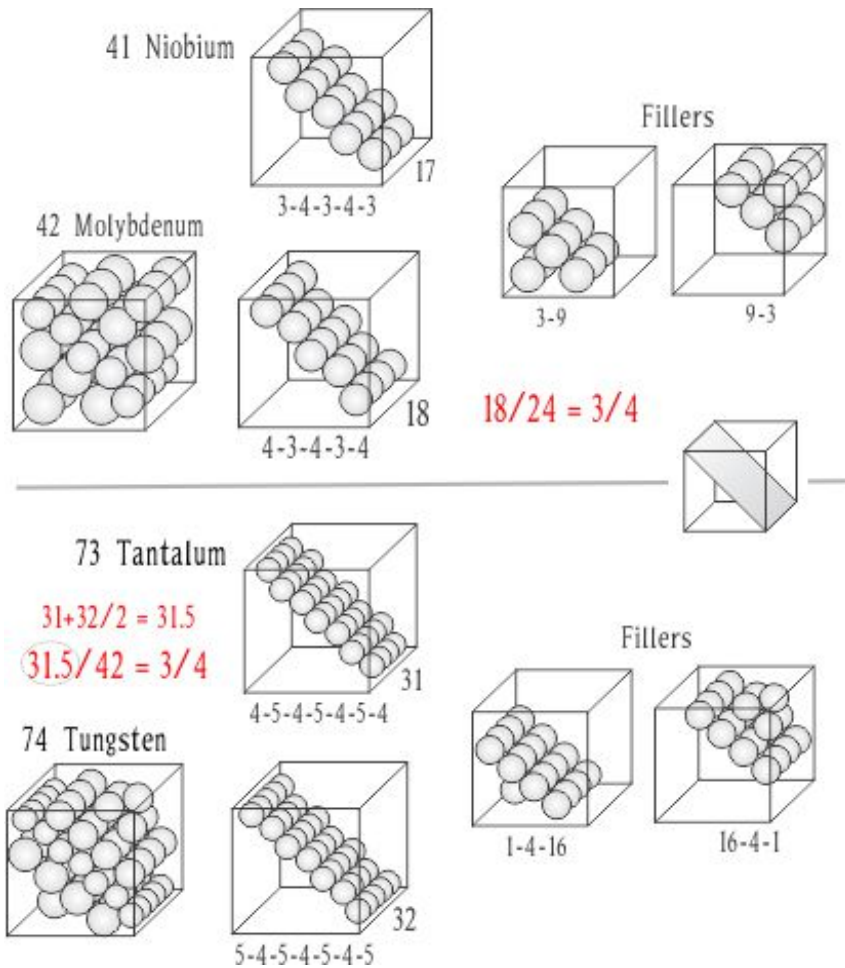 41 Niobium
17
3-4-3-4-3
Fillers
3-9
9-3
42 Molybdenum
18
4-3-4-3-4
18/24 = 3/4
73 Tantalum
31+32/2 = 31.5
31.5/42 = 3/4
31
4-5-4-5-4-5-4
Fillers
1-4-16
16-4-1
74 Tungsten
32
5-4-5-4-5-4-5